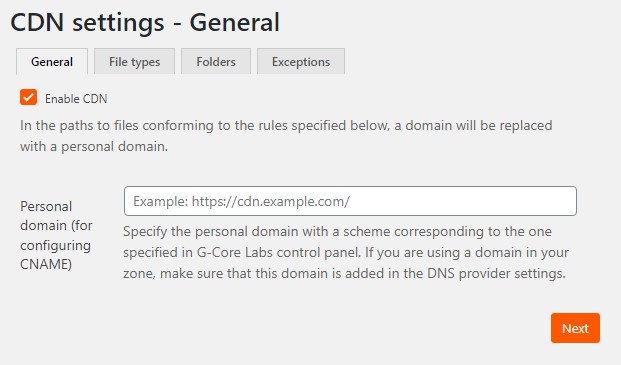 CDN settings - General
General
File types
Folders
Exceptions
Enable CDN
In the paths to files conforming to the rules specified below, a domain will be replaced
with a personal domain.
Personal
domain (for
configuring
CNAME)
Example: https://cdn.example.com/
Specify the personal domain with a scheme corresponding to the one
specified in G-Core Labs control panel. If you are using a domain in your
zone, make sure that this domain is added in the DNS provider settings.
Next